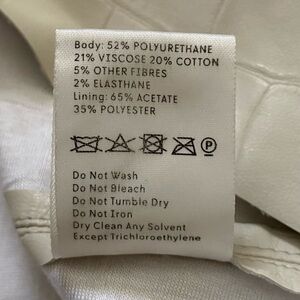 Body: 52% POLYURETHANE
21% VISCOSE 20% COTTON
5% OTHER FIBRES
2% ELASTHANE
Lining: 65% ACETATE
35% POLYESTER
P
Do Not Wash
Do Not Bleach
Do Not Tumble Dry
Do Not Iron
Dry Clean Any Solvent
Except Trichloroethylene